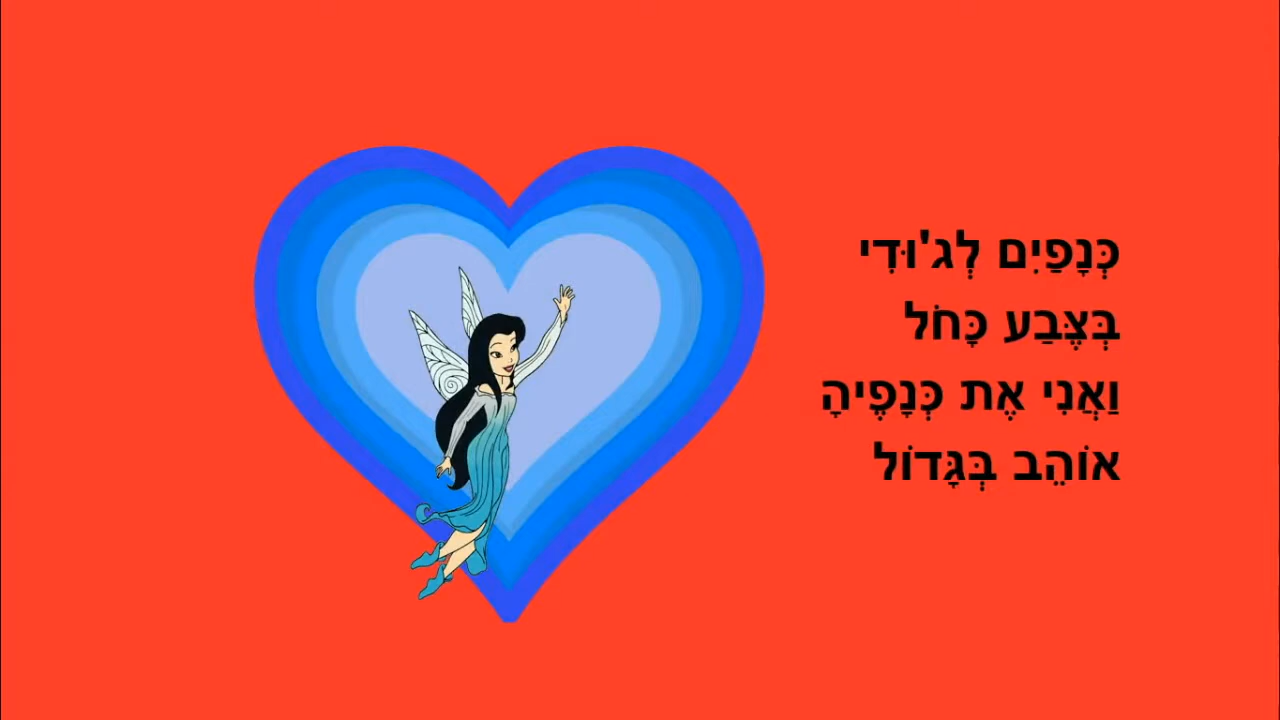 כְּנָפַיִם לְג'וּדִי
בְּצֶּבַע כָּחֹל
וַאֲנִי אֶת כְּנָפֶיהָ
אוֹהֵב בְּגָּדוֹל